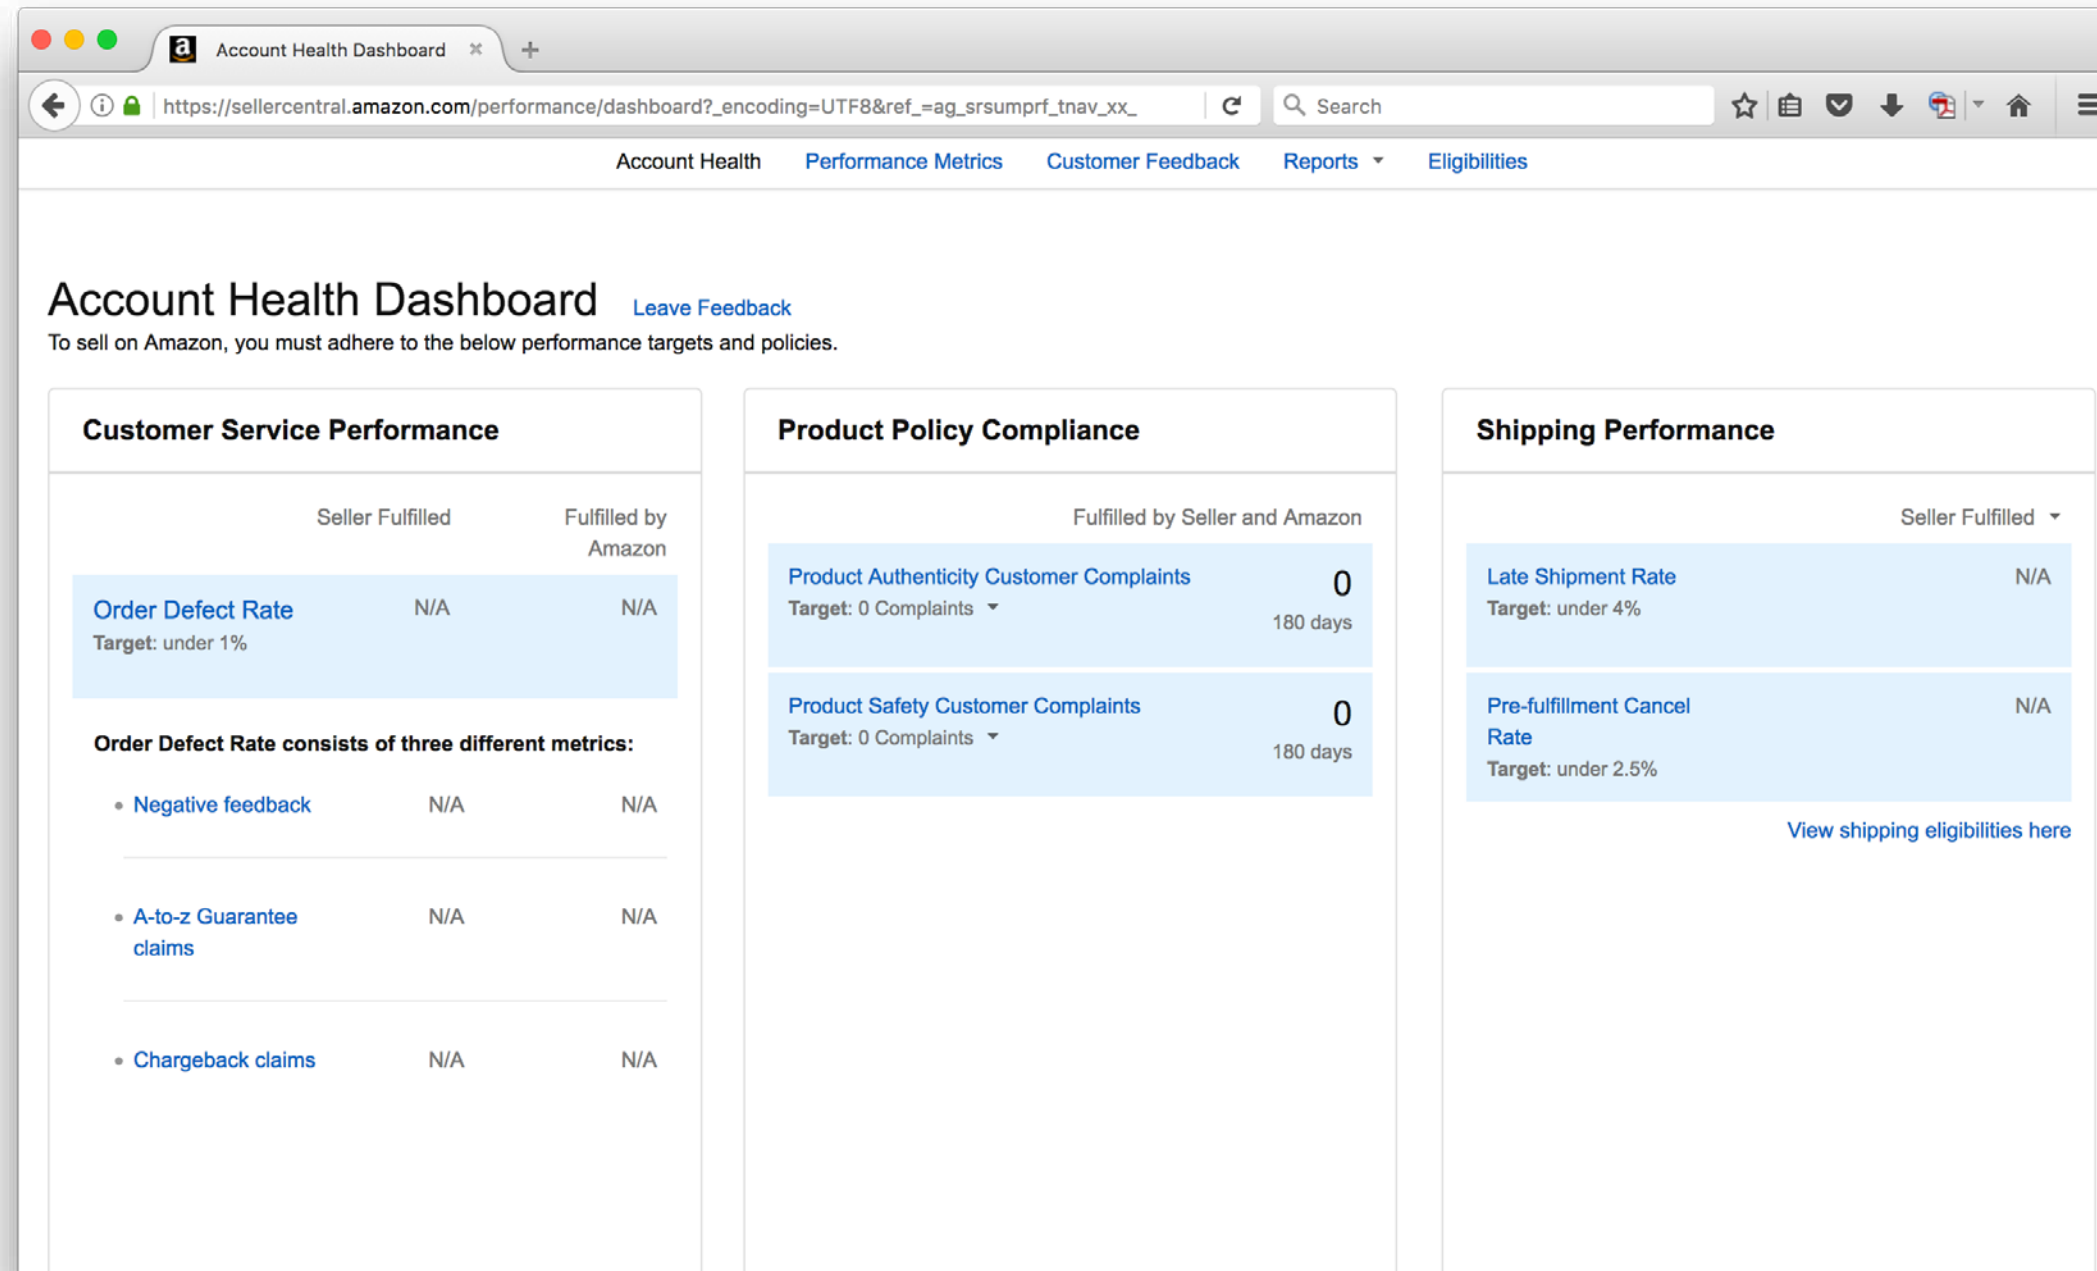 Account Health Dashboard
https://sellercentral.amazon.com/performance/dashboard?_encoding=UTF8&ref_=ag_srsumprf_tnav_xx_
Search
Account Health
Performance Metrics
Customer Feedback
Reports
Eligibilities
Account Health Dashboard
Leave Feedback
To sell on Amazon, you must adhere to the below performance targets and policies.
Customer Service Performance
Seller Fulfilled
Fulfilled by
Amazon
Order Defect Rate N/A N/A
Target: under 1%
Order Defect Rate consists of three different metrics:
Negative feedback N/A N/A
A-to-z Guarantee N/A N/A
claims
Chargeback claims N/A N/A
Product Policy Compliance
Fulfilled by Seller and Amazon
Product Authenticity Customer Complaints 0
Target: 0 Complaints
180 days
Product Safety Customer Complaints 0
Target: 0 Complaints
180 days
Shipping Performance
Seller Fulfilled
Late Shipment Rate N/A
Target: under 4%
Pre-fulfillment Cancel N/A
Rate
Target: under 2.5%
View shipping eligibilities here